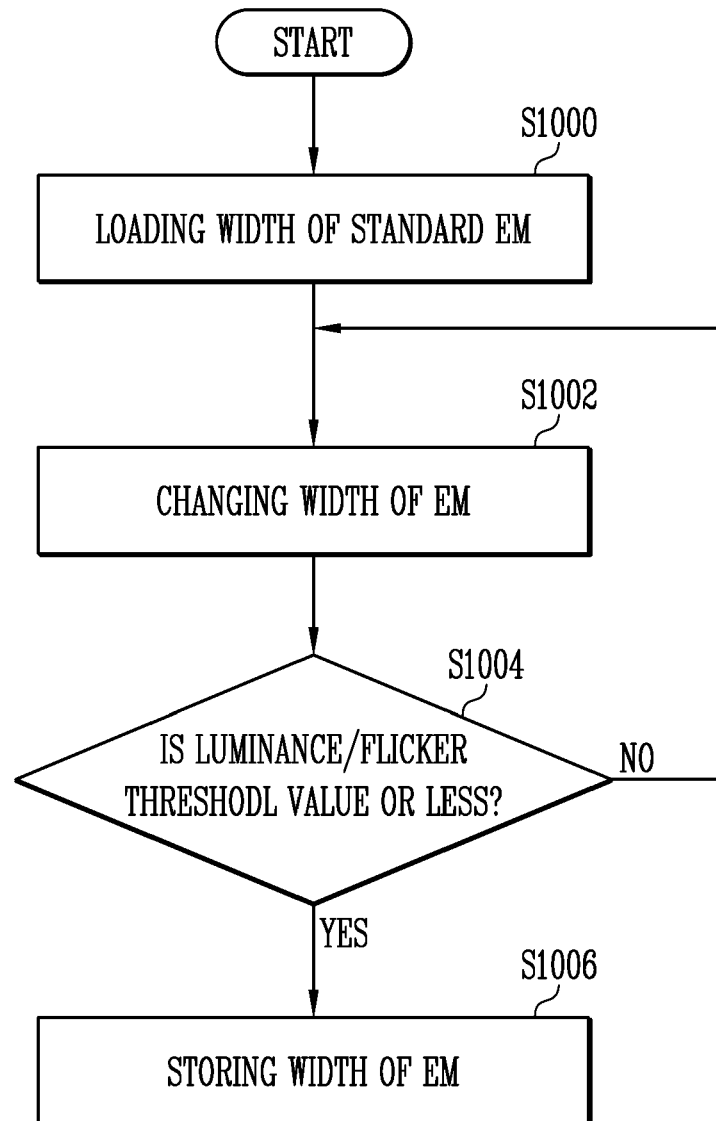 START
S1000
LOADING WIDTH OF STANDARD EM
S1002
CHANGING WIDTH OF EM
S1004
IS LUMINANCE/FLICKER
THRESHODL VALUE OR LESS?
NO
YES
S1006
STORING WIDTH OF EM